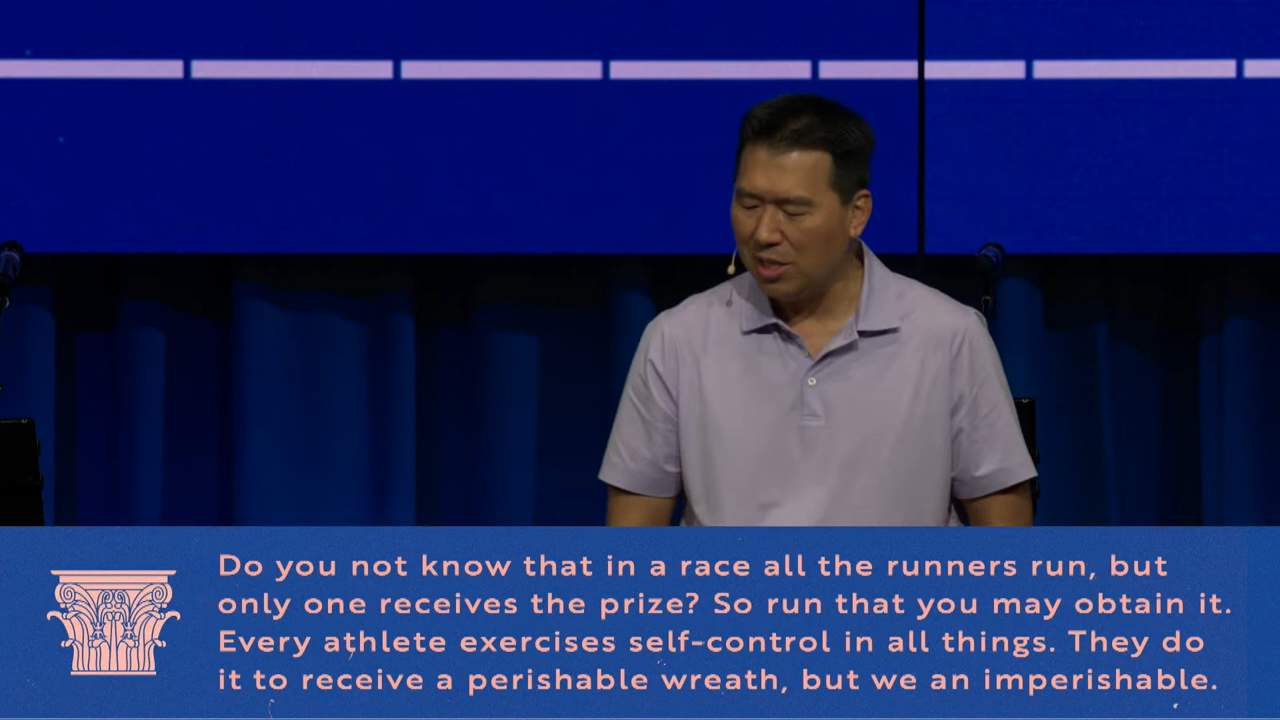 Do you not know that in a race all the runners run, but
only one receives the prize? So run that you may obtain it.
Every athlete exercises self-control in all things. They do
it to receive a perishable wreath, but we an imperishable.